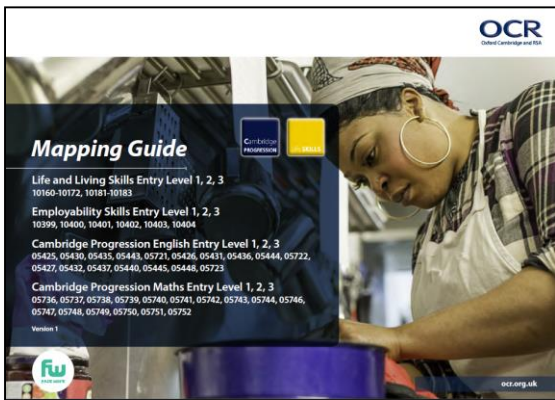 OCR
Oxford Cambridge and RSA
Mapping Guide
Cambridge
PROGRESSION
SKILLS
Life and Living Skills Entry Level 1, 2, 3
10160-10172, 10181-10183
Employability Skills Entry Level 1, 2, 3
10399, 10400, 10401, 10402, 10403, 10404
Cambridge Progression English Entry Level 1, 2, 3
05425, 05430, 05435, 05443, 05721, 05426, 05431, 05436, 05444, 05722,
05427, 05432, 05437, 05440, 05445, 05448, 05723
Cambridge Progression Maths Entry Level 1, 2, 3
05736, 05737, 05738, 05739, 05740, 05741, 05742, 05743, 05744, 05746,
05747, 05748, 05749, 05750, 05751, 05752
Version 1
fw
ocr.org.uk